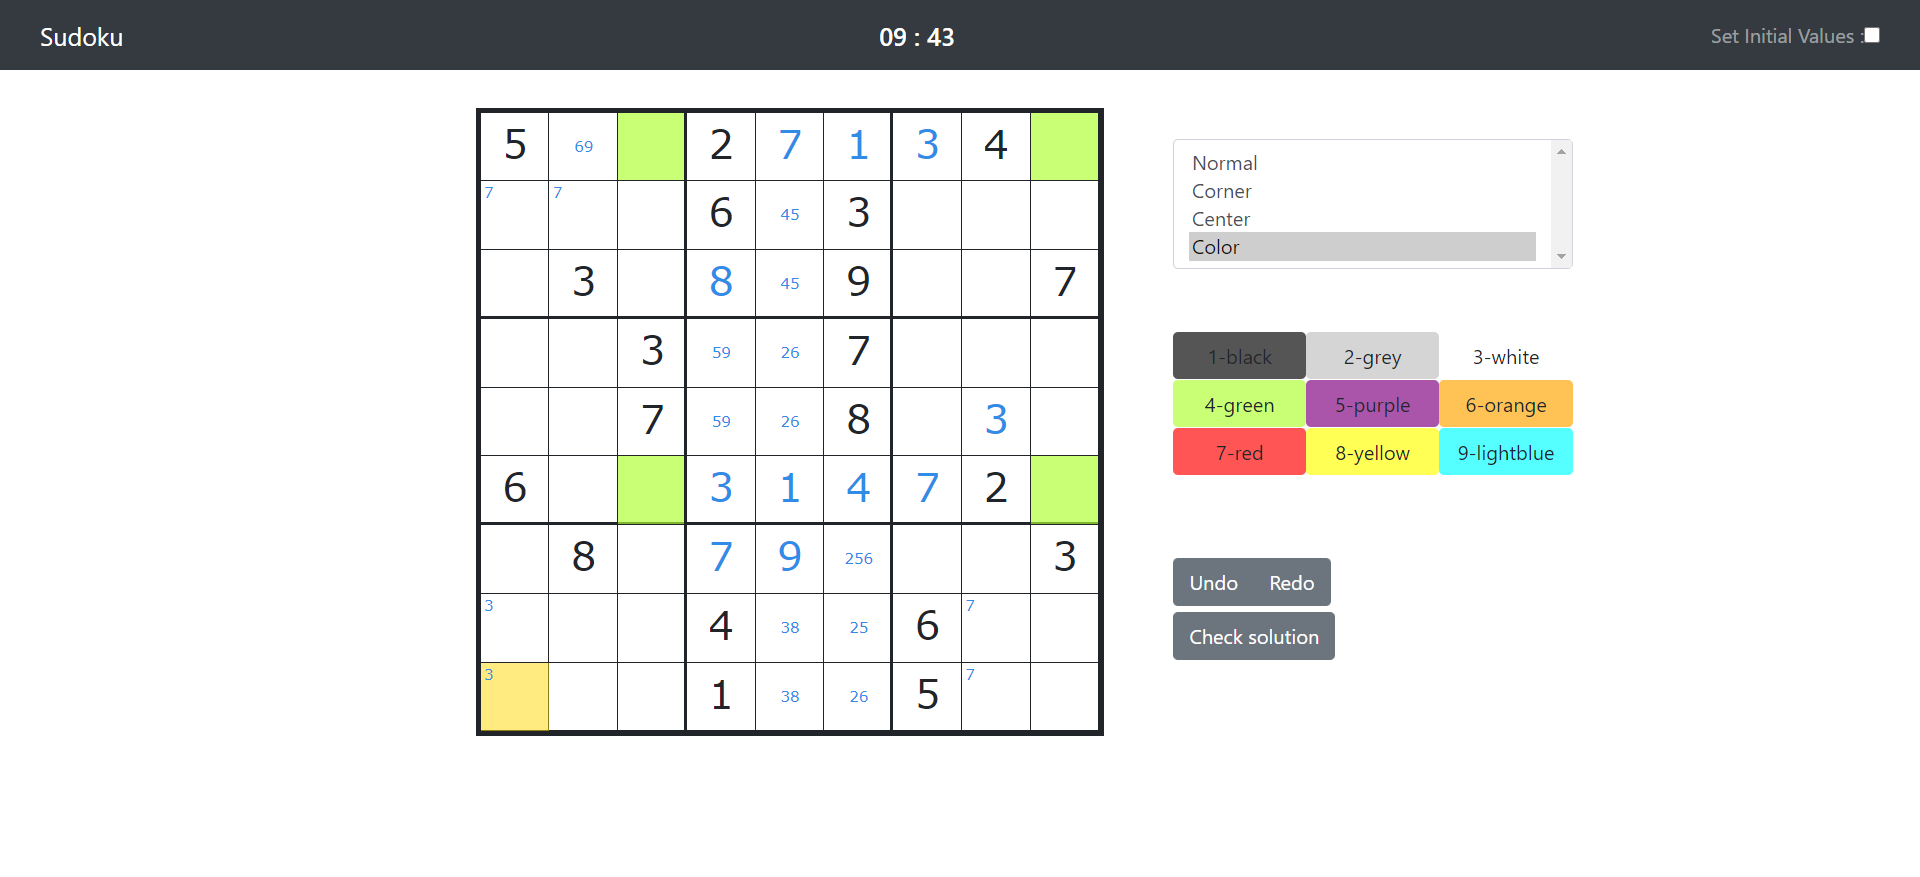 Sudoku 09 : 43 Set Initial Values :
5 69 2 7 1 3 4
7 7 6 45 3
3 8 45 9 7
3 59 26 7
7 59 26 8 3
6 3 1 4 7 2
8 7 9 256 3
3 4 38 25 6 7
3 1 38 26 5 7
Normal
Corner
Center
Color
1-black 2-grey 3-white
4-green 5-purple 6-orange
7-red 8-yellow 9-lightblue
Undo Redo
Check solution